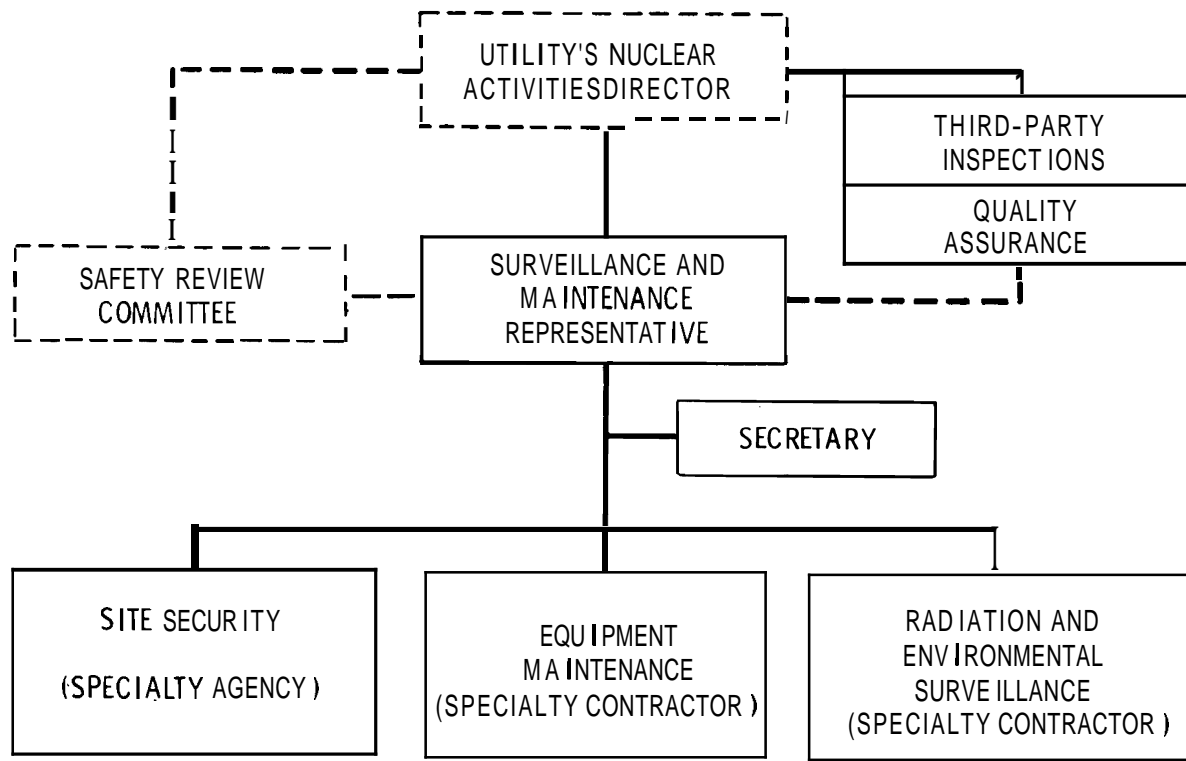 UTILITY'S NUCLEAR
ACTIVITIESDIRECTOR
THIRD-PARTY
INSPECTIONS
QUALITY
ASSURANCE
SAFETY REVIEW
COMMITTEE
SURVEILLANCE AND
MAINTENANCE
REPRESENTATIVE
SECRETARY
SITE SECURITY
(SPECIALTY AGENCY)
EQUIPMENT
MAINTENANCE
(SPECIALTY CONTRACTOR)
RADIATION AND
ENVIRONMENTAL
SURVEILLANCE
(SPECIALTY CONTRACTOR)